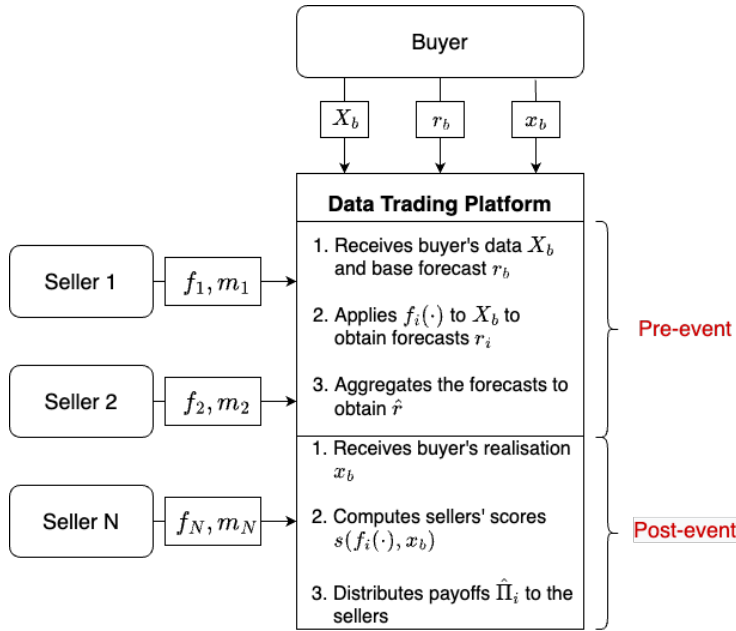 Buyer
X_b
r_b
x_b
Data Trading Platform
1. Receives buyer's data X_b
and base forecast r_b
2. Applies f_i(·) to X_b to
obtain forecasts r_i
3. Aggregates the forecasts to
obtain r̂
1. Receives buyer's realisation
x_b
2. Computes sellers' scores
s(f_i(·), x_b)
3. Distributes payoffs Π̂_i to the
sellers
Seller 1
f_1, m_1
Seller 2
f_2, m_2
Seller N
f_N, m_N
Pre-event
Post-event